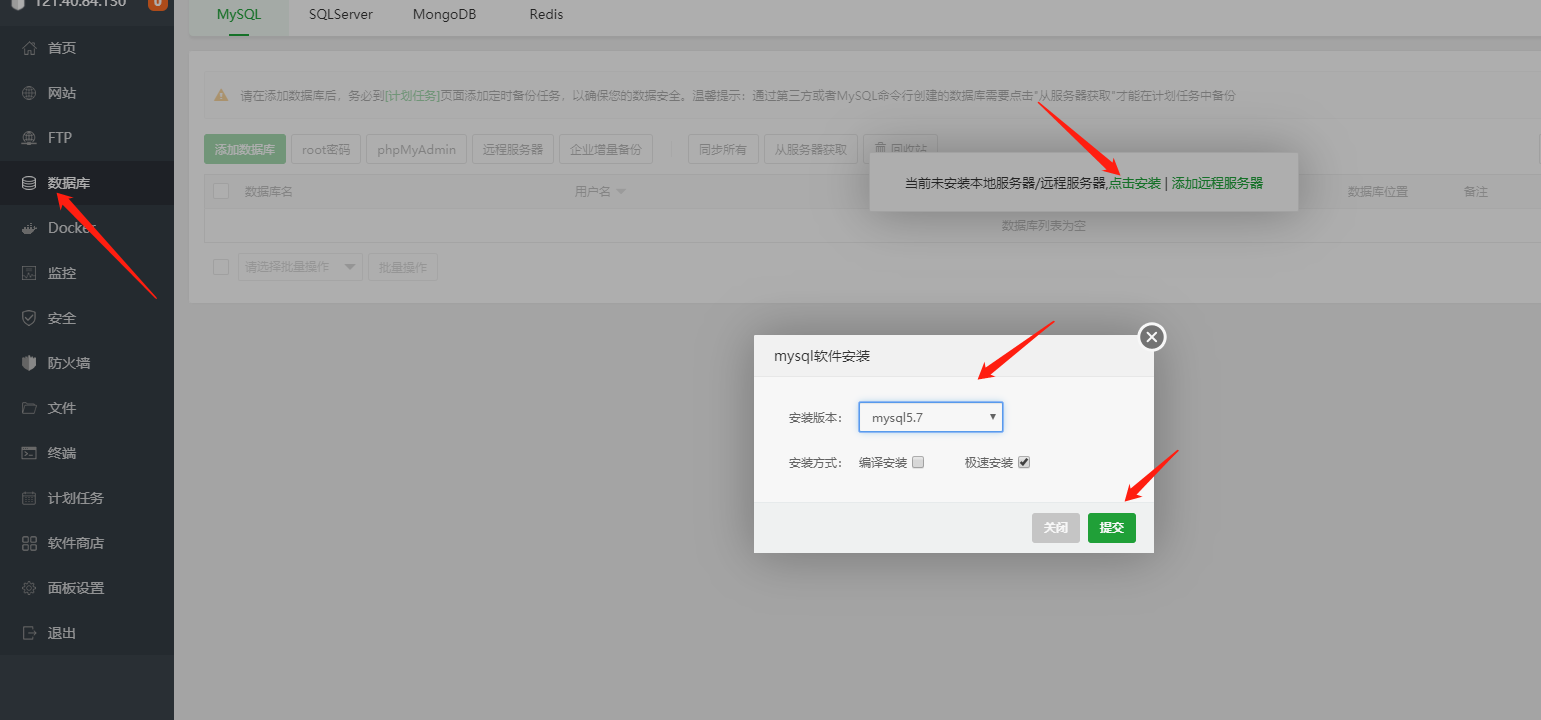 121.40.84.150
0
首页
网站
FTP
数据库
Docker
监控
安全
防火墙
文件
终端
计划任务
软件商店
面板设置
退出
MySQL SQLServer MongoDB Redis
请在添加数据库后，务必到[计划任务]页面添加定时备份任务，以确保您的数据安全。温馨提示：通过第三方或者MySQL命令行创建的数据库需要点击"从服务器获取"才能在计划任务中备份
添加数据库 root密码 phpMyAdmin 远程服务器 企业增量备份 同步所有 从服务器获取 回收站
当前未安装本地服务器/远程服务器,点击安装 | 添加远程服务器
数据库名 用户名 数据库位置 备注
数据库列表为空
请选择批量操作 批量操作
mysql软件安装
安装版本： mysql5.7
安装方式： 编译安装 极速安装
关闭 提交